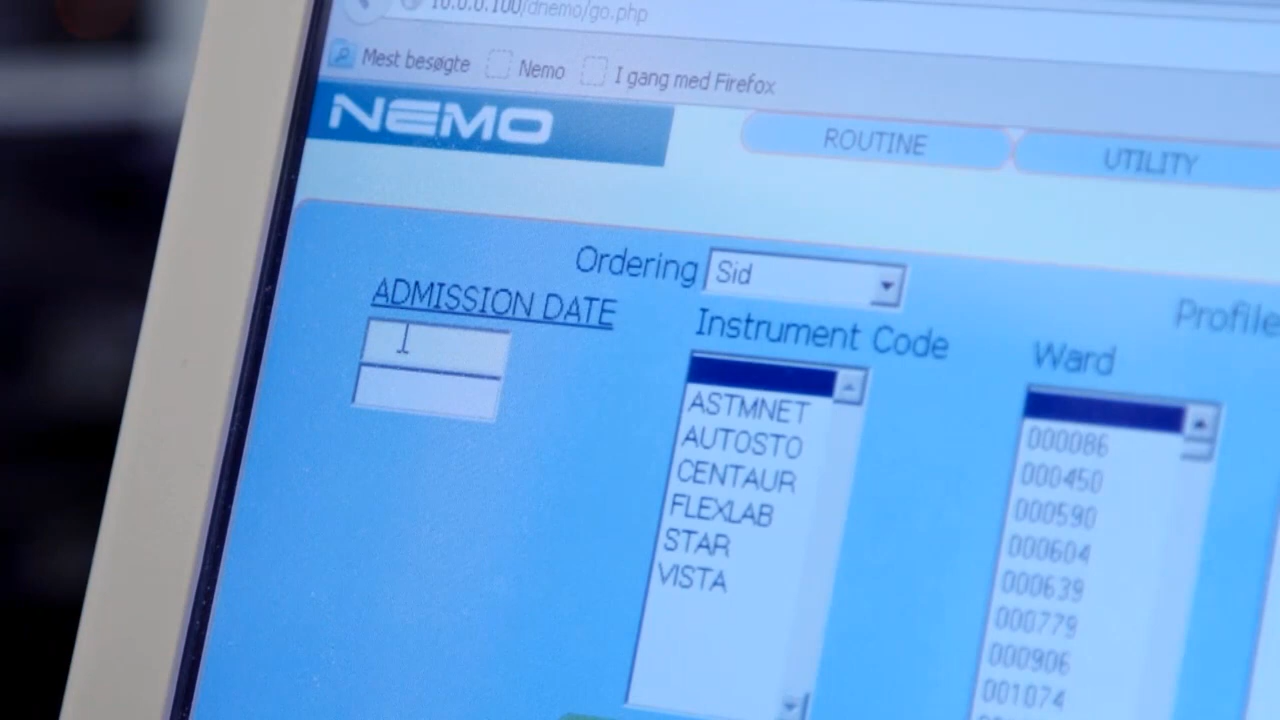 10.0.0.100/dnemo/go.php
Mest besøgte
Nemo
I gang med Firefox
NEMO
ROUTINE
UTILITY
Ordering
Sid
Profile
ADMISSION DATE
Instrument Code
ASTMNET
AUTOSTO
CENTAUR
FLEXLAB
STAR
VISTA
Ward
000086
000450
000590
000604
000639
000779
000906
001074